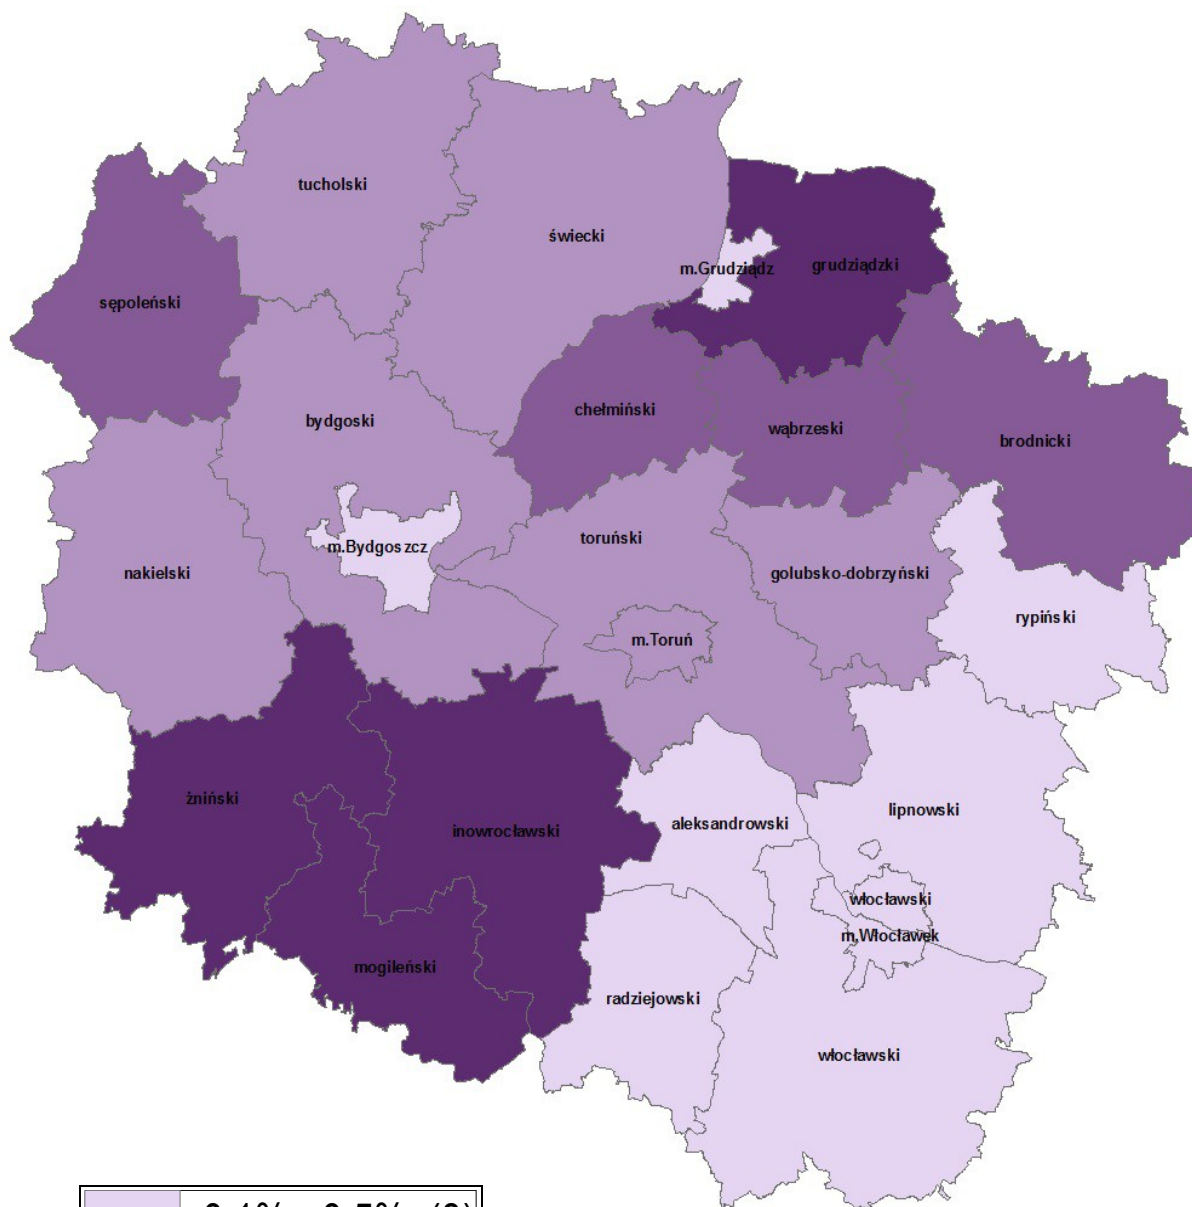 tucholski
świecki
m.Grudziądz
grudziądzki
sępoleński
chełmiński
bydgoski
wąbrzeski
brodnicki
toruński
m.Bydgoszcz
nakielski
golubsko-dobrzyński
rypiński
m.Toruń
żniński
lipnowski
aleksandrowski
inowrocławski
włocławski
m.Włocławek
mogileński
radziejowski
włocławski